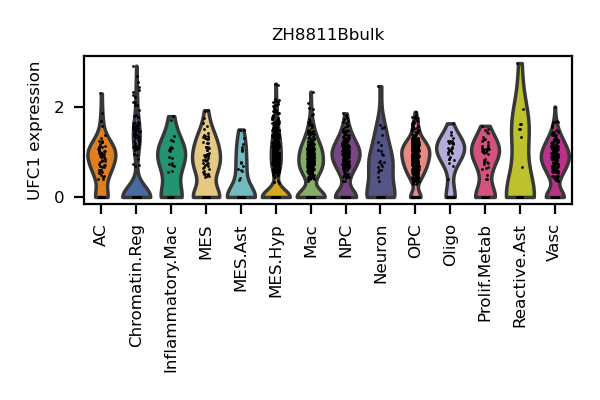 ZH8811Bbulk
UFC1 expression
2
0
AC
Chromatin.Reg
Inflammatory.Mac
MES
MES.Ast
MES.Hyp
Mac
NPC
Neuron
OPC
Oligo
Prolif.Metab
Reactive.Ast
Vasc